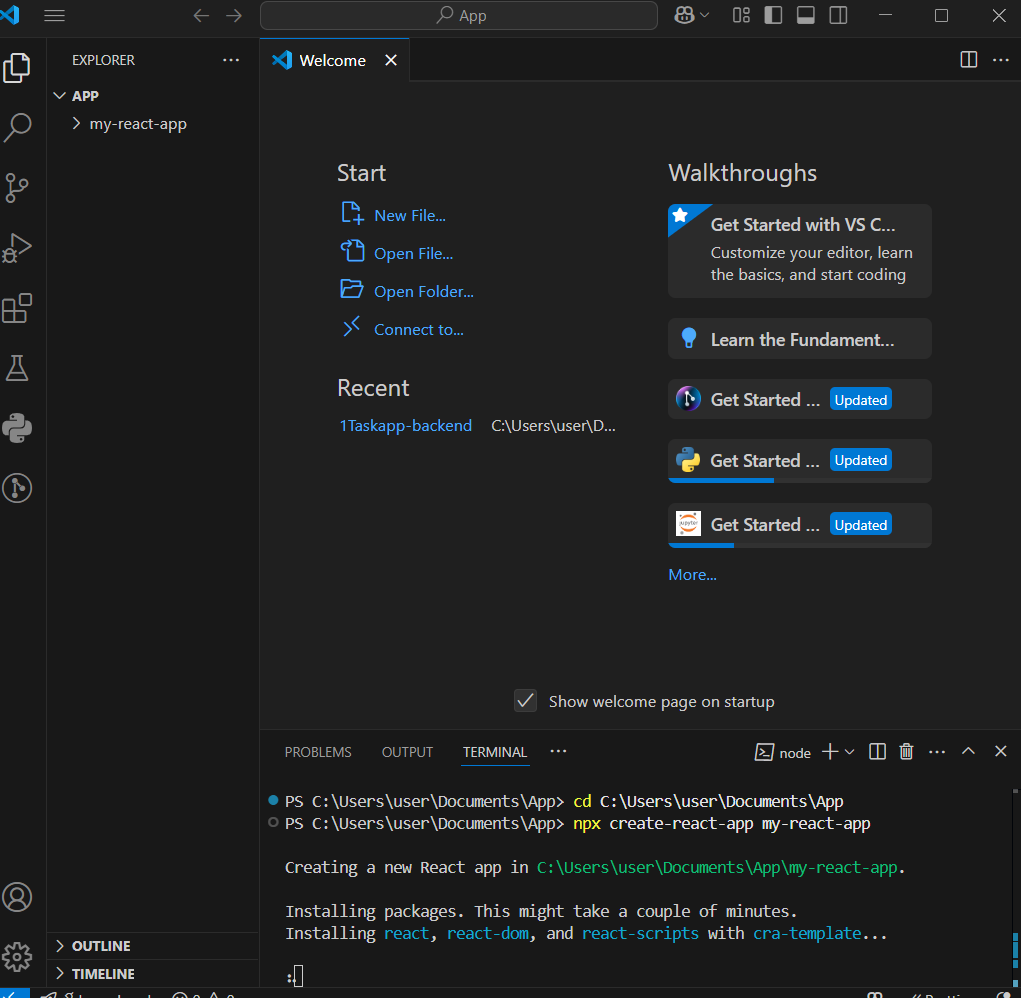 App
EXPLORER
Welcome
APP
my-react-app
Start
New File...
Open File...
Open Folder...
Connect to...
Recent
1Taskapp-backend C:\Users\user\D...
Walkthroughs
Get Started with VS C...
Customize your editor, learn
the basics, and start coding
Learn the Fundament...
Get Started ... Updated
Get Started ... Updated
jupyter
Get Started ... Updated
More...
Show welcome page on startup
PROBLEMS OUTPUT TERMINAL node
PS C:\Users\user\Documents\App> cd C:\Users\user\Documents\App
PS C:\Users\user\Documents\App> npx create-react-app my-react-app
Creating a new React app in C:\Users\user\Documents\App\my-react-app.
Installing packages. This might take a couple of minutes.
Installing react, react-dom, and react-scripts with cra-template...
OUTLINE
TIMELINE